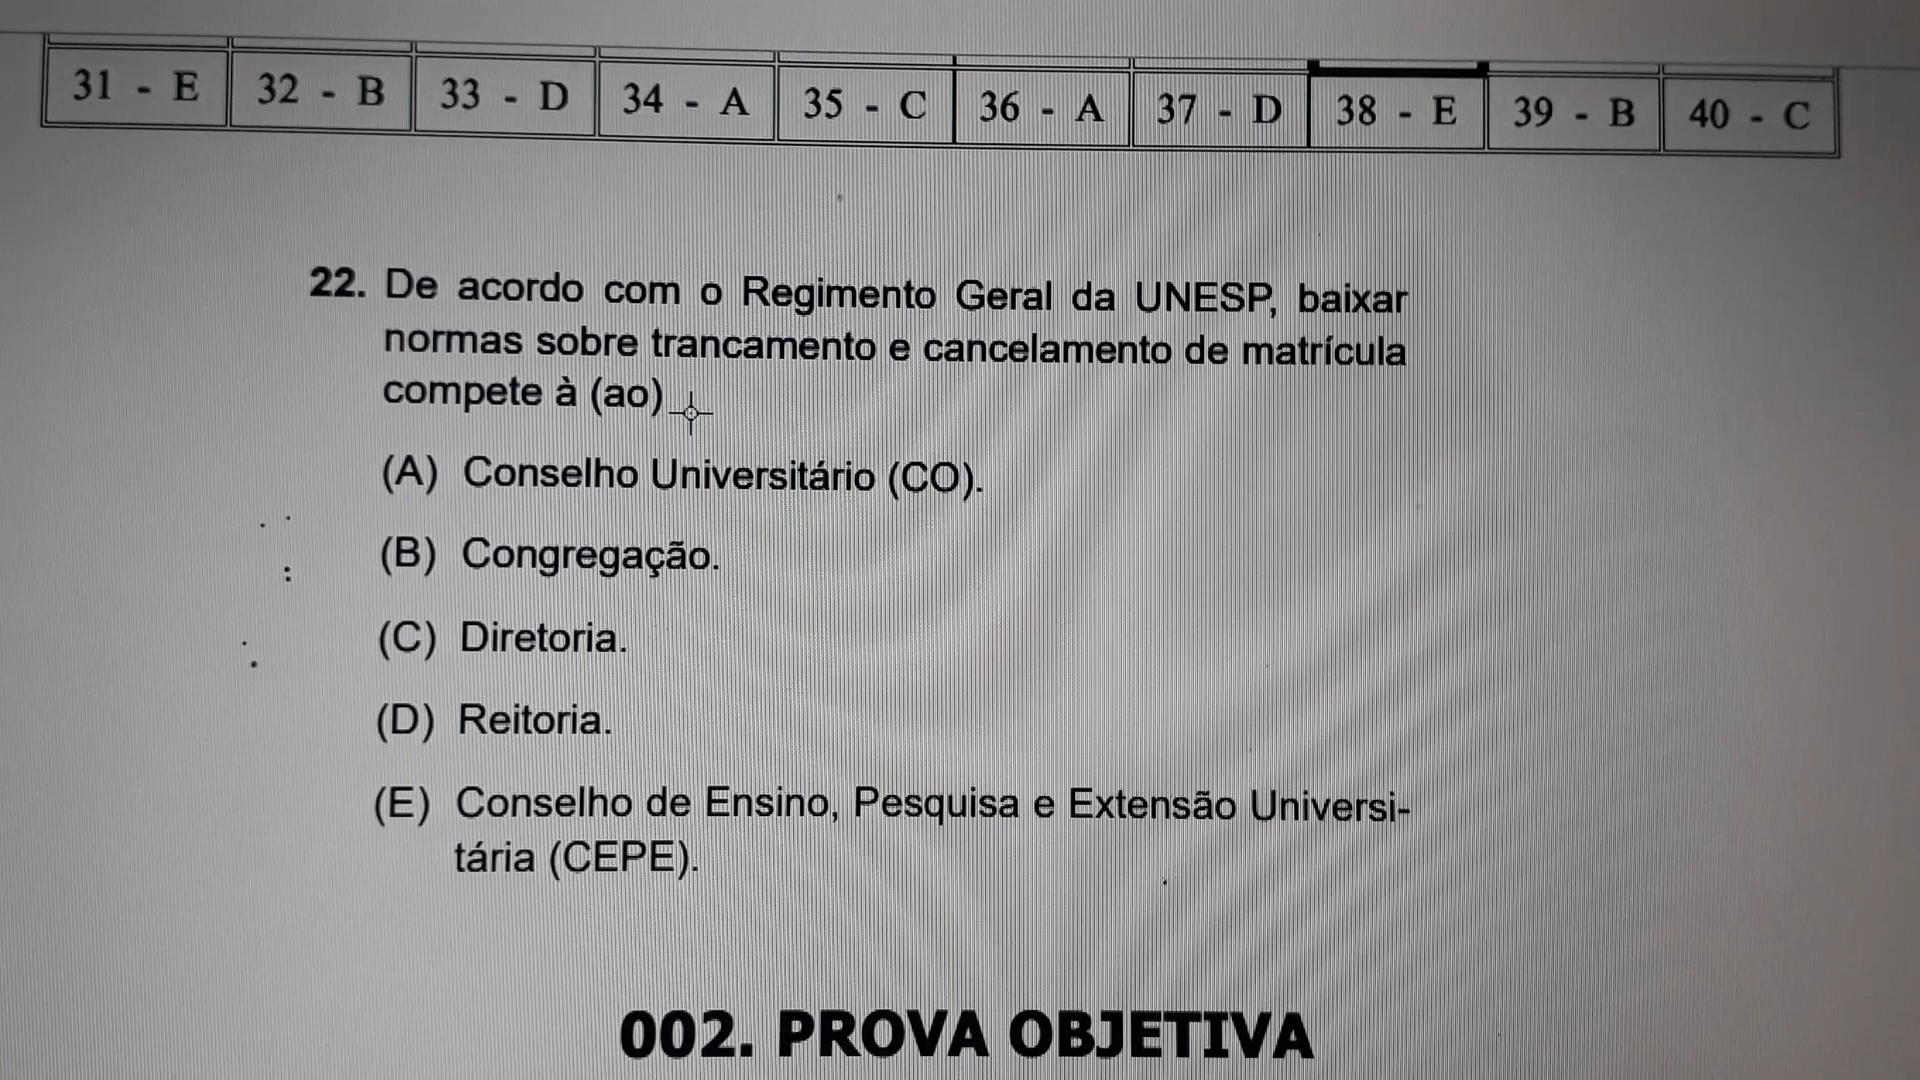 31 - E 32 - B 33 - D 34 - A 35 - C 36 - A 37 - D 38 - E 39 - B 40 - C
22. De acordo com o Regimento Geral da UNESP, baixar
normas sobre trancamento e cancelamento de matrícula
compete à (ao)
(A) Conselho Universitário (CO).
(B) Congregação.
(C) Diretoria.
(D) Reitoria.
(E) Conselho de Ensino, Pesquisa e Extensão Universi-
tária (CEPE).
002. PROVA OBJETIVA